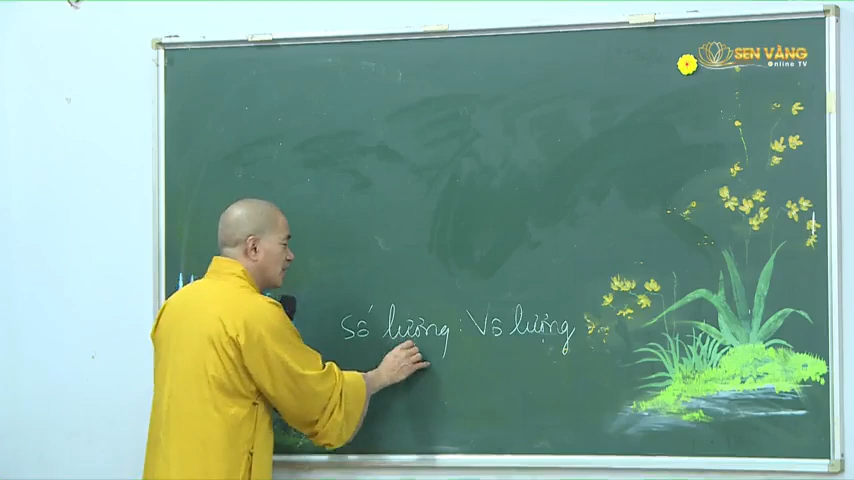 SEN VÀNG
Online TV
Số lượng : Vô lượng